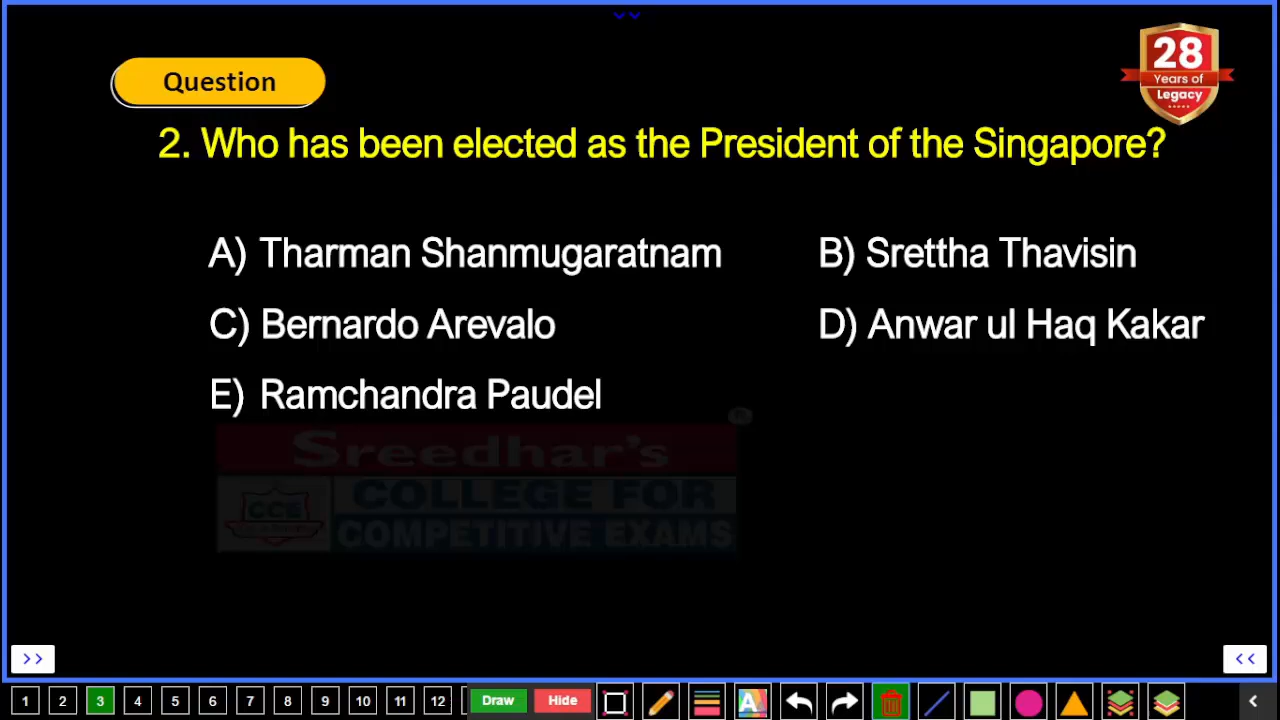 28
Years of
Legacy
Question
2. Who has been elected as the President of the Singapore?
A) Tharman Shanmugaratnam
B) Srettha Thavisin
C) Bernardo Arevalo
D) Anwar ul Haq Kakar
E) Ramchandra Paudel
Sreedhar's
CCE
COLLEGE FOR
COMPETITIVE EXAMS
>>
<<
1 2 3 4 5 6 7 8 9 10 11 12 Draw Hide A <